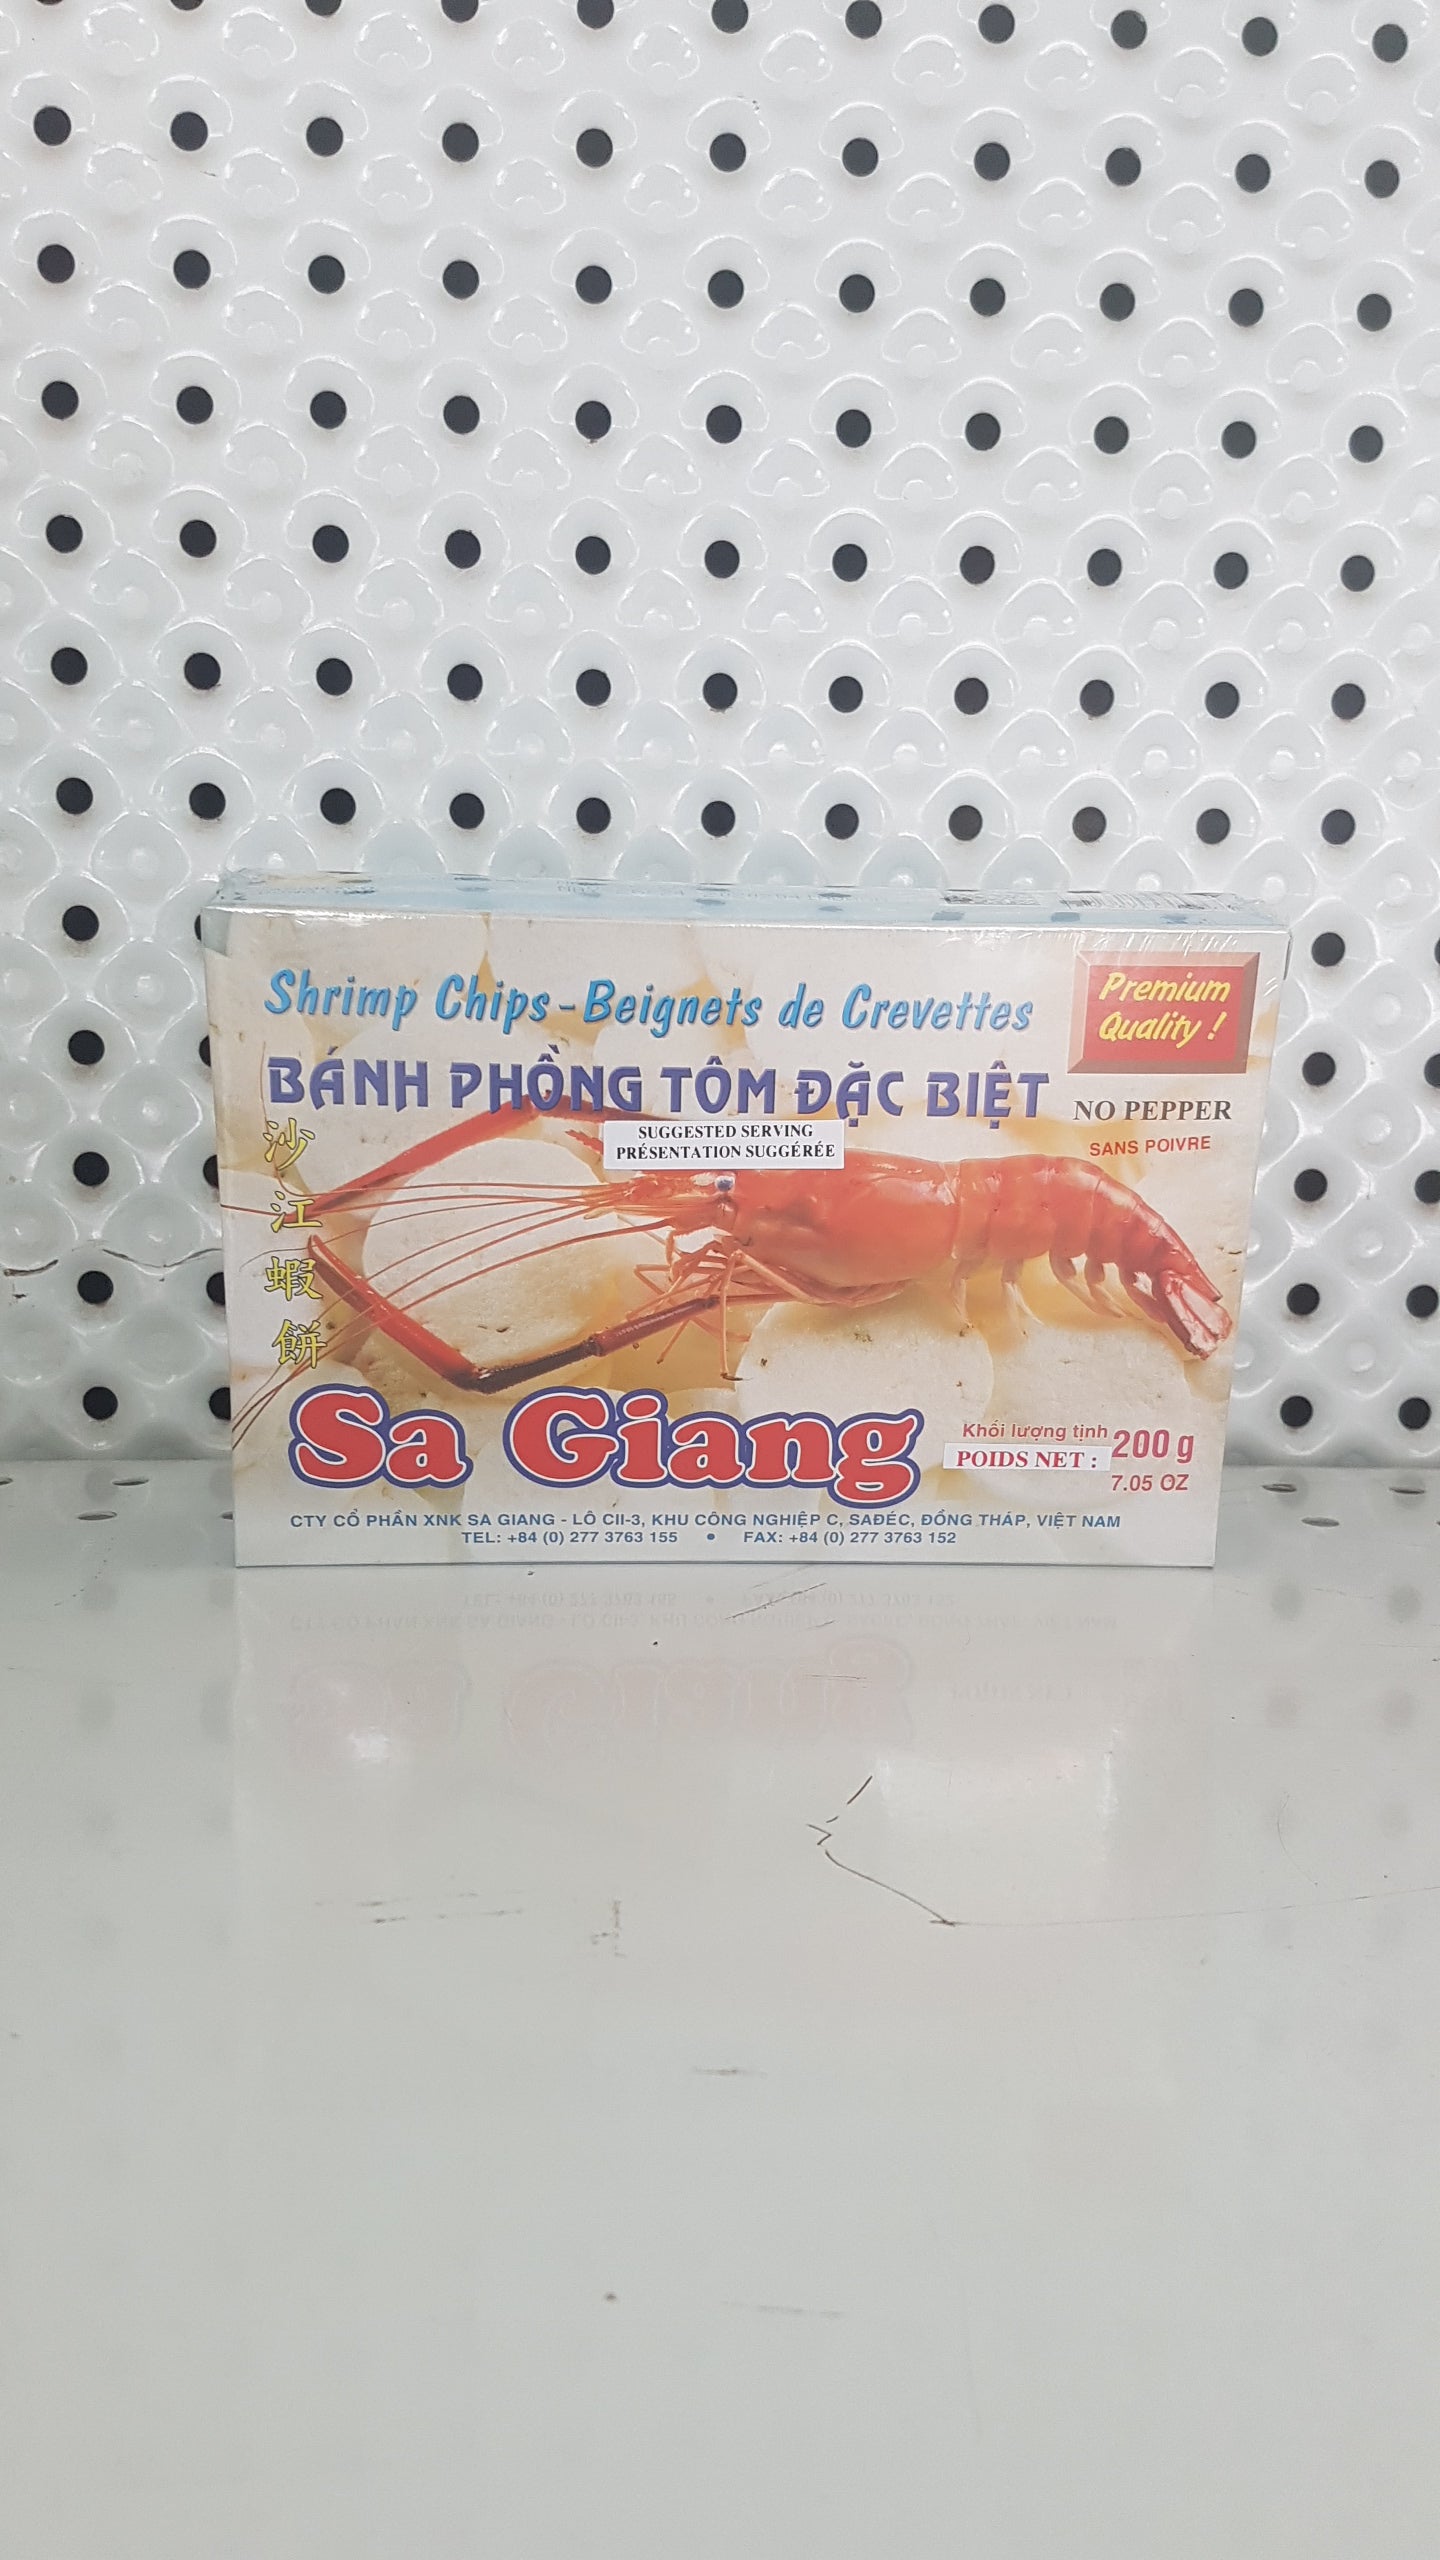 Shrimp Chips - Beignets de Crevettes
Premium
Quality !
BÁNH PHỒNG TÔM ĐẶC BIỆT
NO PEPPER
SANS POIVRE
SUGGESTED SERVING
PRÉSENTATION SUGGÉRÉE
沙
江
蝦
餅
Sa Giang
Khối lượng tịnh 200 g
POIDS NET :
7.05 OZ
CTY CỔ PHẦN XNK SA GIANG - LÔ CII-3, KHU CÔNG NGHIỆP C, SAĐÉC, ĐỒNG THÁP, VIỆT NAM
TEL: +84 (0) 277 3763 155 • FAX: +84 (0) 277 3763 152